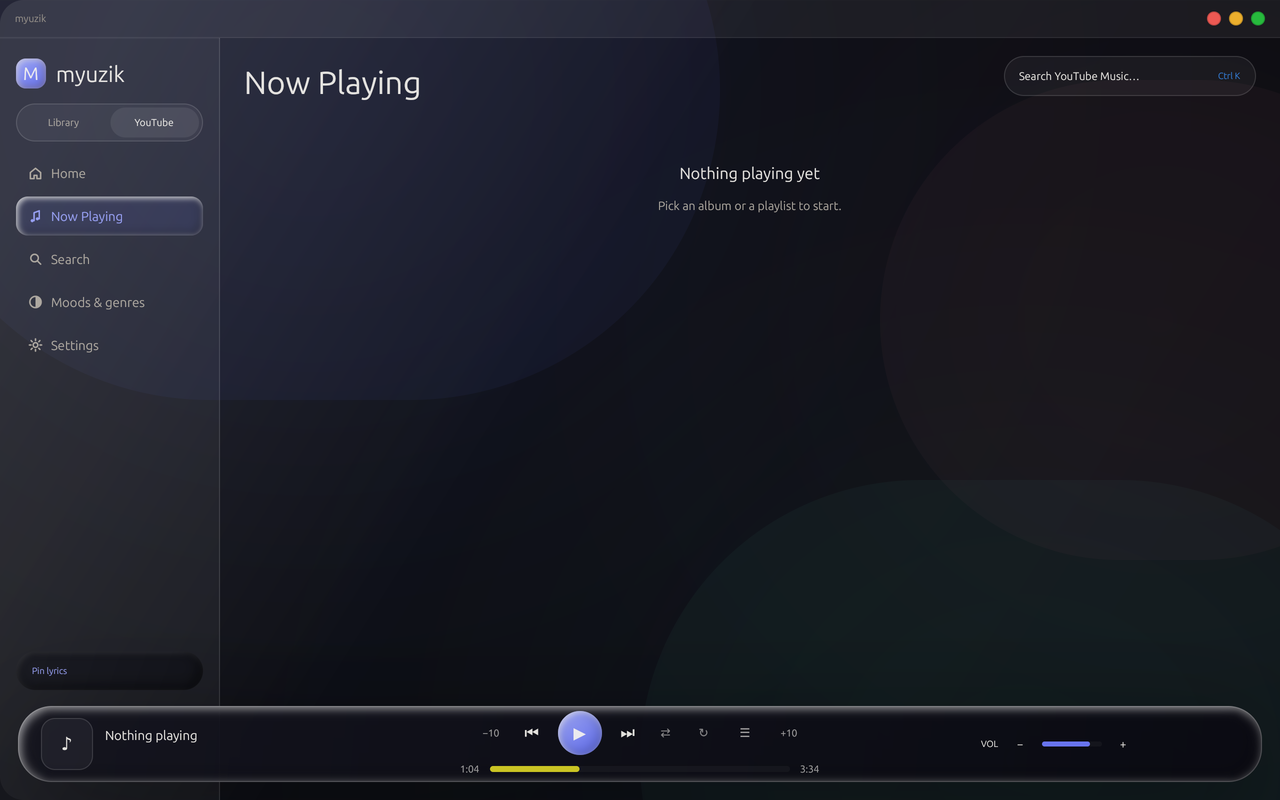 myuzik
M myuzik
Library YouTube
Home
Now Playing
Search
Moods & genres
Settings
Pin lyrics
Now Playing
Search YouTube Music... Ctrl K
Nothing playing yet
Pick an album or a playlist to start.
Nothing playing
−10 +10
1:04 3:34
VOL − +